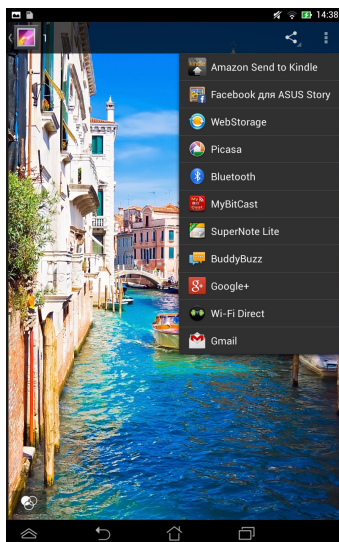 14:38
1
Amazon Send to Kindle
Facebook для ASUS Story
WebStorage
Picasa
Bluetooth
MyBitCast
SuperNote Lite
BuddyBuzz
Google+
Wi-Fi Direct
Gmail